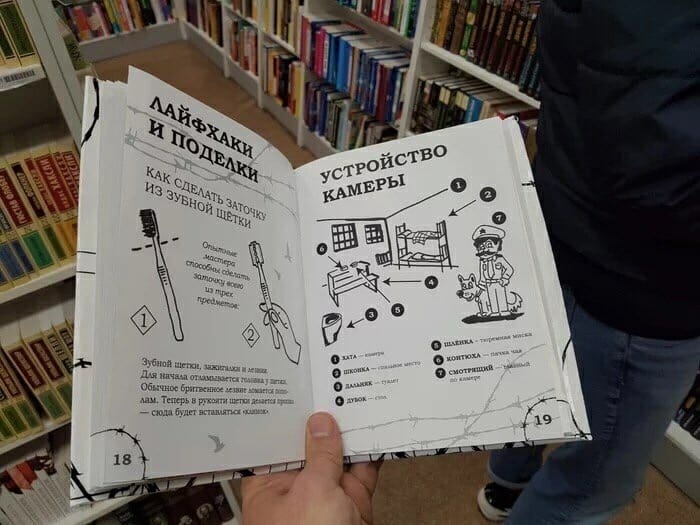 ЛАЙФХАКИ
И ПОДЕЛКИ
КАК СДЕЛАТЬ ЗАТОЧКУ
ИЗ ЗУБНОЙ ЩЁТКИ
Опытные
мастера
способны сделать
заточку всего
из трех
предметов:
1
2
Зубной щетки, зажигалки и лезвия.
Для начала отламывается головка у щетки.
Обычное бритвенное лезвие ломается попо-
лам. Теперь в рукояти щетки делается
— сюда будет вставляться «клинок».
18
УСТРОЙСТВО
КАМЕРЫ
1
2
7
6
4
5
3
1 ХАТА — камера
2 ШКОНКА — спальное место
3 ДАЛЬНЯК — туалет
4 ДУБОК — стол
5 ШЛЁНКА — тюремная миска
6 КОНТЮХА — пачка чая
7 СМОТРЯЩИЙ — главный
по камере
19